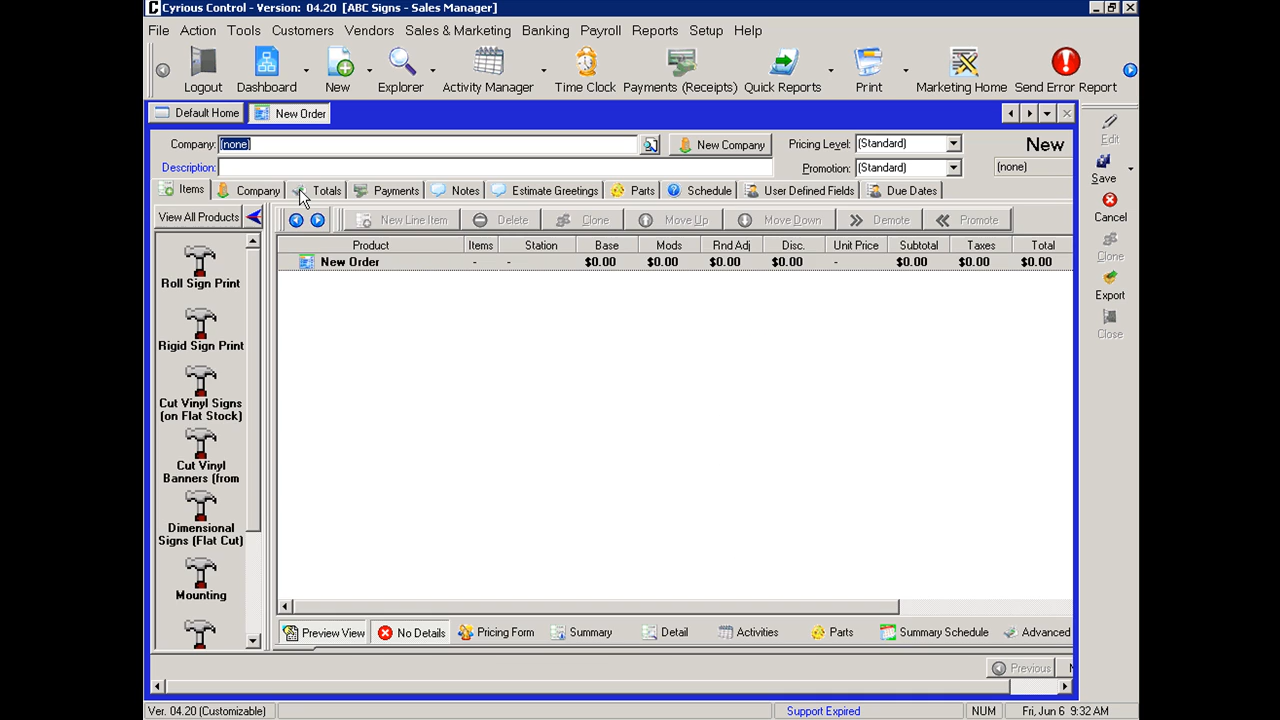 Cyrious Control - Version: 04.20 [ABC Signs - Sales Manager]
File Action Tools Customers Vendors Sales & Marketing Banking Payroll Reports Setup Help
Logout Dashboard New Explorer Activity Manager Time Clock Payments (Receipts) Quick Reports Print Marketing Home Send Error Report
Default Home New Order
Company: (none) New Company Pricing Level: (Standard) New
Description: Promotion: (Standard) (none)
Items Company Totals Payments Notes Estimate Greetings Parts Schedule User Defined Fields Due Dates
View All Products New Line Item Delete Clone Move Up Move Down Demote Promote
Product Items Station Base Mods Rnd Adj Disc. Unit Price Subtotal Taxes Total
New Order - - $0.00 $0.00 $0.00 $0.00 - $0.00 $0.00 $0.00
Roll Sign Print
Rigid Sign Print
Cut Vinyl Signs
(on Flat Stock)
Cut Vinyl
Banners (from
Dimensional
Signs (Flat Cut)
Mounting
Edit
Save
Cancel
Clone
Export
Close
Preview View No Details Pricing Form Summary Detail Activities Parts Summary Schedule Advanced
Previous
Ver. 04.20 (Customizable) Support Expired NUM Fri, Jun 6 9:32 AM